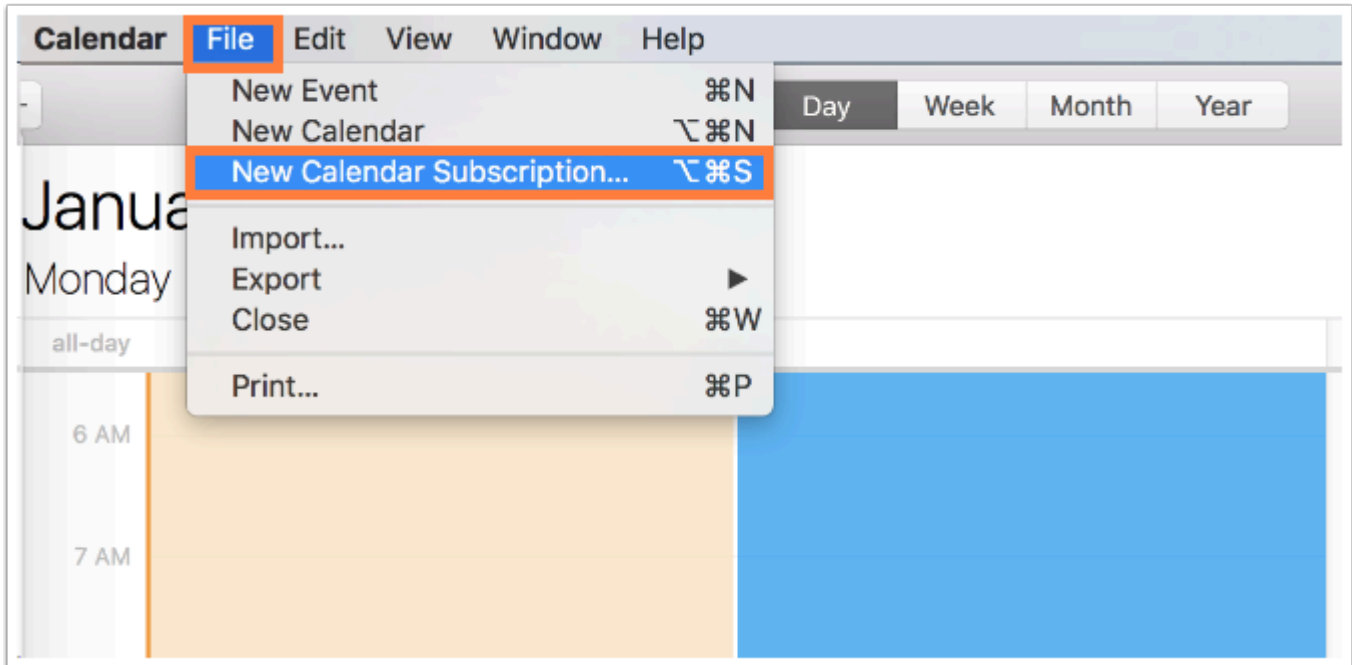 Calendar File Edit View Window Help
New Event ⌘N
Day Week Month Year
New Calendar ⌥⌘N
New Calendar Subscription... ⌥⌘S
Import...
Monday
Export ▶
Close ⌘W
all-day
Print... ⌘P
6 AM
7 AM